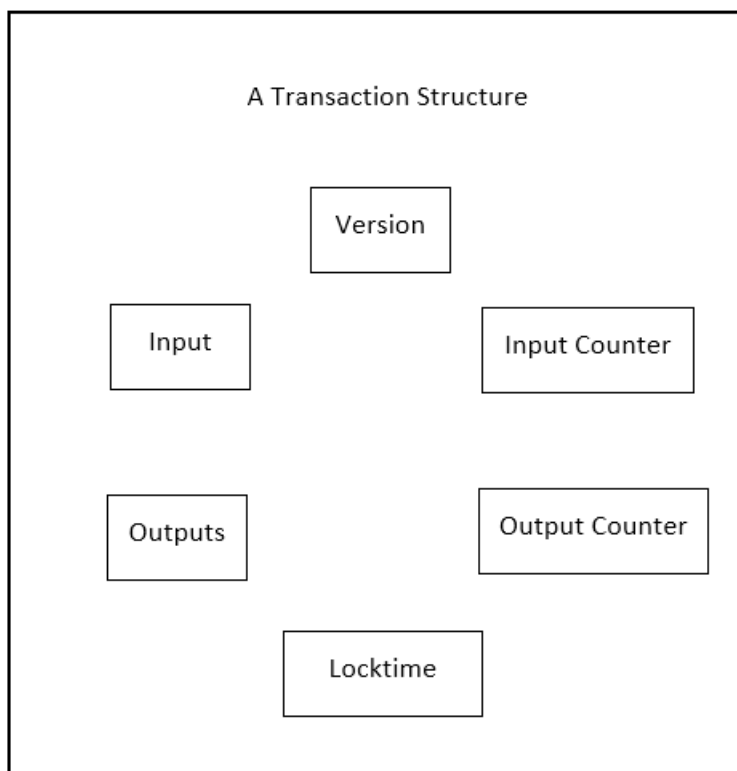 A Transaction Structure
Version
Input
Input Counter
Outputs
Output Counter
Locktime